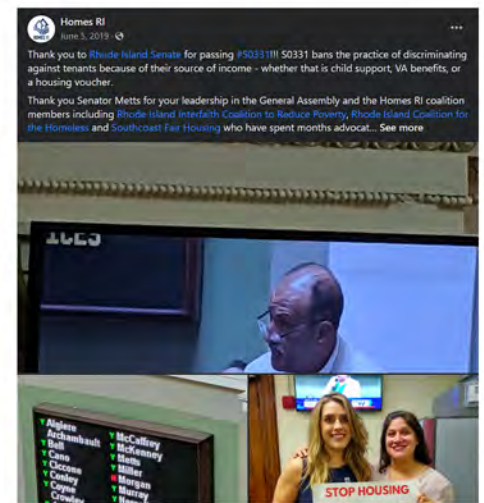 Homes RI
June 5, 2019
Thank you to Rhode Island Senate for passing #S0331!!! S0331 bans the practice of discriminating
against tenants because of their source of income - whether that is child support, VA benefits, or
a housing voucher.
Thank you Senator Metts for your leadership in the General Assembly and the Homes RI coalition
members including Rhode Island Interfaith Coalition to Reduce Poverty, Rhode Island Coalition for
the Homeless and Southcoast Fair Housing who have spent months advocat... See more
Y Algiere
Archambault
Y Bell
Y Cano
Y Ciccone
Y Conley
Y Coyne
Crowley
Y McCaffrey
Y McKenney
Y Metts
Y Miller
Morgan
Y Murray
STOP HOUSING